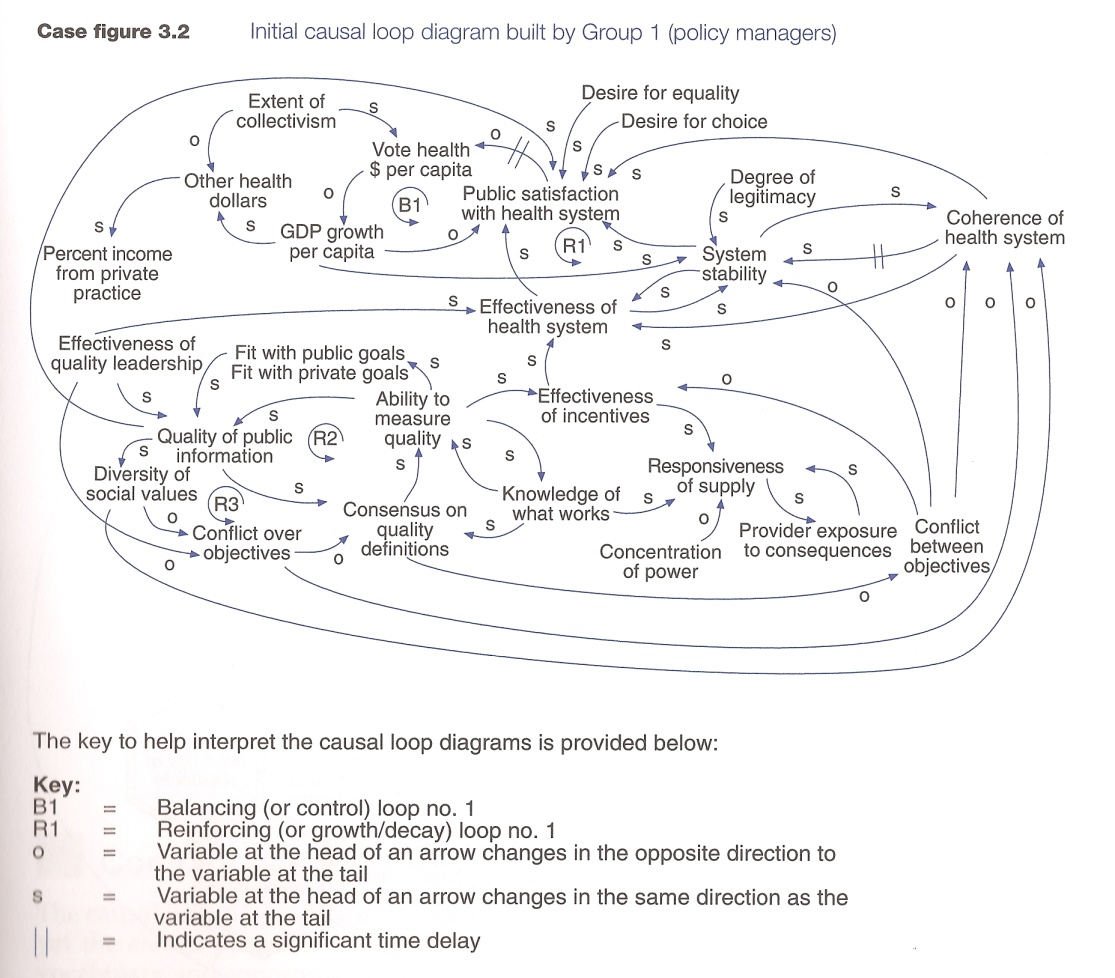 Case figure 3.2 Initial causal loop diagram built by Group 1 (policy managers)
Desire for equality
Extent of
collectivism
s
s
Desire for choice
o
o
s
Vote health
$ per capita
s
s
Degree of
legitimacy
Other health
dollars
o
B1
Public satisfaction
with health system
s
s
Coherence of
health system
s
s
GDP growth
per capita
o
R1
s
s
System
stability
s
Percent income
from private
practice
s
s
o
s
Effectiveness of
health system
s
o
o
o
Effectiveness of
quality leadership
s
Fit with public goals
Fit with private goals
s
s
s
s
o
Ability to
measure
quality
Effectiveness
of incentives
s
s
Quality of public
information
R2
s
s
s
s
Diversity of
social values
s
Responsiveness
of supply
s
R3
s
Consensus on
quality
definitions
Knowledge of
what works
s
s
o
Conflict over
objectives
s
o
Provider exposure
to consequences
Conflict
between
objectives
o
o
Concentration
of power
o
The key to help interpret the causal loop diagrams is provided below:
Key:
B1 = Balancing (or control) loop no. 1
R1 = Reinforcing (or growth/decay) loop no. 1
o = Variable at the head of an arrow changes in the opposite direction to
the variable at the tail
s = Variable at the head of an arrow changes in the same direction as the
variable at the tail
|| = Indicates a significant time delay